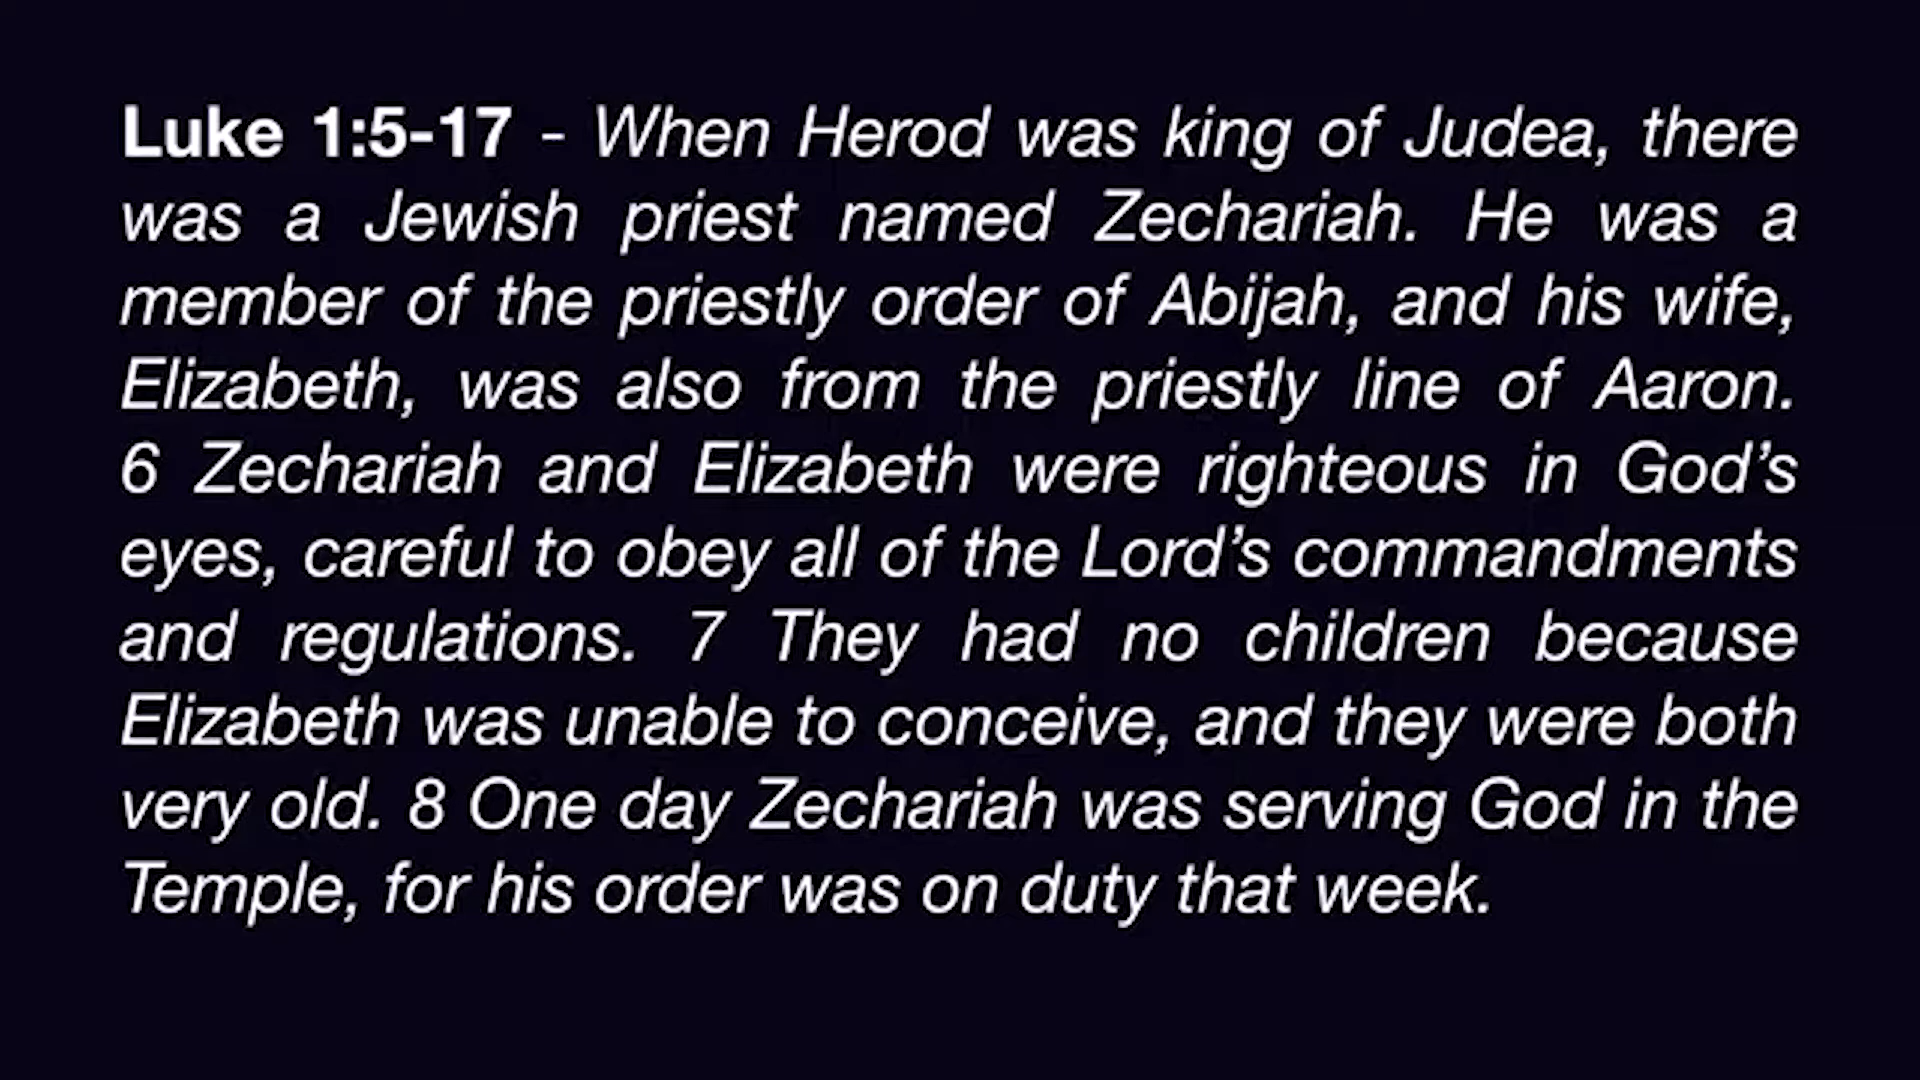 Luke 1:5-17 - When Herod was king of Judea, there
was a Jewish priest named Zechariah. He was a
member of the priestly order of Abijah, and his wife,
Elizabeth, was also from the priestly line of Aaron.
6 Zechariah and Elizabeth were righteous in God’s
eyes, careful to obey all of the Lord’s commandments
and regulations. 7 They had no children because
Elizabeth was unable to conceive, and they were both
very old. 8 One day Zechariah was serving God in the
Temple, for his order was on duty that week.